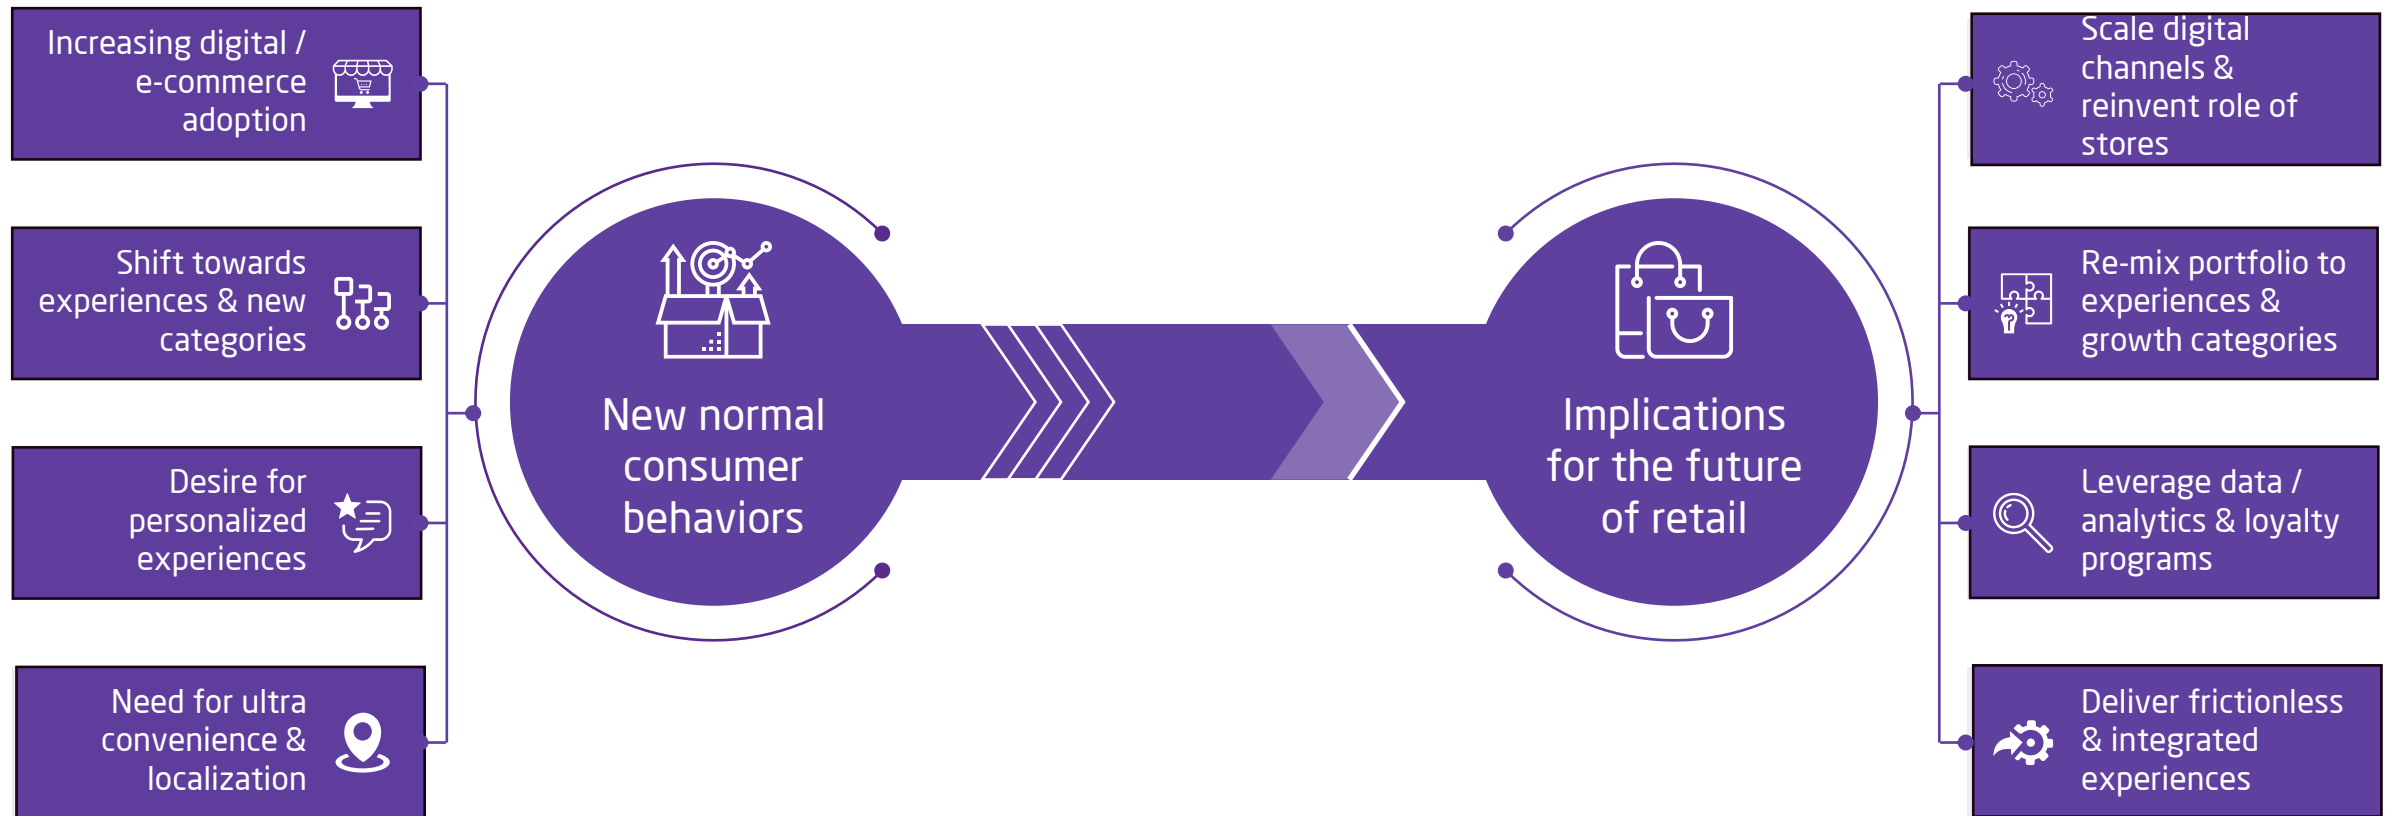 Increasing digital /
e-commerce
adoption
Shift towards
experiences & new
categories
Desire for
personalized
experiences
Need for ultra
convenience &
localization
New normal
consumer
behaviors
Implications
for the future
of retail
Scale digital
channels &
reinvent role of
stores
Re-mix portfolio to
experiences &
growth categories
Leverage data /
analytics & loyalty
programs
Deliver frictionless
& integrated
experiences